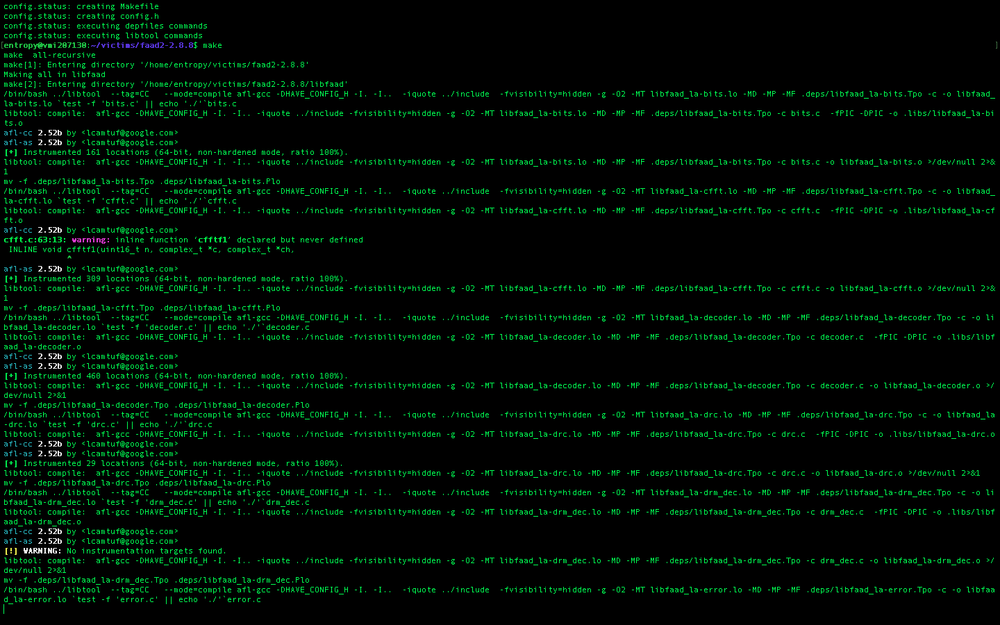 config.status: creating Makefile
config.status: creating config.h
config.status: executing depfiles commands
config.status: executing libtool commands
[entropy@vmi207130:~/victims/faad2-2.8.8$ make ]
make  all-recursive
make[1]: Entering directory '/home/entropy/victims/faad2-2.8.8'
Making all in libfaad
make[2]: Entering directory '/home/entropy/victims/faad2-2.8.8/libfaad'
/bin/bash ../libtool  --tag=CC   --mode=compile afl-gcc -DHAVE_CONFIG_H -I. -I..  -iquote ../include  -fvisibility=hidden -g -O2 -MT libfaad_la-bits.lo -MD -MP -MF .deps/libfaad_la-bits.Tpo -c -o libfaad_
la-bits.lo `test -f 'bits.c' || echo './'`bits.c
libtool: compile:  afl-gcc -DHAVE_CONFIG_H -I. -I.. -iquote ../include -fvisibility=hidden -g -O2 -MT libfaad_la-bits.lo -MD -MP -MF .deps/libfaad_la-bits.Tpo -c bits.c  -fPIC -DPIC -o .libs/libfaad_la-bi
ts.o
afl-cc 2.52b by <lcamtuf@google.com>
afl-as 2.52b by <lcamtuf@google.com>
[+] Instrumented 161 locations (64-bit, non-hardened mode, ratio 100%).
libtool: compile:  afl-gcc -DHAVE_CONFIG_H -I. -I.. -iquote ../include -fvisibility=hidden -g -O2 -MT libfaad_la-bits.lo -MD -MP -MF .deps/libfaad_la-bits.Tpo -c bits.c -o libfaad_la-bits.o >/dev/null 2>&
1
mv -f .deps/libfaad_la-bits.Tpo .deps/libfaad_la-bits.Plo
/bin/bash ../libtool  --tag=CC   --mode=compile afl-gcc -DHAVE_CONFIG_H -I. -I..  -iquote ../include  -fvisibility=hidden -g -O2 -MT libfaad_la-cfft.lo -MD -MP -MF .deps/libfaad_la-cfft.Tpo -c -o libfaad_
la-cfft.lo `test -f 'cfft.c' || echo './'`cfft.c
libtool: compile:  afl-gcc -DHAVE_CONFIG_H -I. -I.. -iquote ../include -fvisibility=hidden -g -O2 -MT libfaad_la-cfft.lo -MD -MP -MF .deps/libfaad_la-cfft.Tpo -c cfft.c  -fPIC -DPIC -o .libs/libfaad_la-cf
ft.o
afl-cc 2.52b by <lcamtuf@google.com>
cfft.c:63:13: warning: inline function ‘cfftf1’ declared but never defined
 INLINE void cfftf1(uint16_t n, complex_t *c, complex_t *ch,
             ^
afl-as 2.52b by <lcamtuf@google.com>
[+] Instrumented 309 locations (64-bit, non-hardened mode, ratio 100%).
libtool: compile:  afl-gcc -DHAVE_CONFIG_H -I. -I.. -iquote ../include -fvisibility=hidden -g -O2 -MT libfaad_la-cfft.lo -MD -MP -MF .deps/libfaad_la-cfft.Tpo -c cfft.c -o libfaad_la-cfft.o >/dev/null 2>&
1
mv -f .deps/libfaad_la-cfft.Tpo .deps/libfaad_la-cfft.Plo
/bin/bash ../libtool  --tag=CC   --mode=compile afl-gcc -DHAVE_CONFIG_H -I. -I..  -iquote ../include  -fvisibility=hidden -g -O2 -MT libfaad_la-decoder.lo -MD -MP -MF .deps/libfaad_la-decoder.Tpo -c -o li
bfaad_la-decoder.lo `test -f 'decoder.c' || echo './'`decoder.c
libtool: compile:  afl-gcc -DHAVE_CONFIG_H -I. -I.. -iquote ../include -fvisibility=hidden -g -O2 -MT libfaad_la-decoder.lo -MD -MP -MF .deps/libfaad_la-decoder.Tpo -c decoder.c  -fPIC -DPIC -o .libs/libf
aad_la-decoder.o
afl-cc 2.52b by <lcamtuf@google.com>
afl-as 2.52b by <lcamtuf@google.com>
[+] Instrumented 460 locations (64-bit, non-hardened mode, ratio 100%).
libtool: compile:  afl-gcc -DHAVE_CONFIG_H -I. -I.. -iquote ../include -fvisibility=hidden -g -O2 -MT libfaad_la-decoder.lo -MD -MP -MF .deps/libfaad_la-decoder.Tpo -c decoder.c -o libfaad_la-decoder.o >/
dev/null 2>&1
mv -f .deps/libfaad_la-decoder.Tpo .deps/libfaad_la-decoder.Plo
/bin/bash ../libtool  --tag=CC   --mode=compile afl-gcc -DHAVE_CONFIG_H -I. -I..  -iquote ../include  -fvisibility=hidden -g -O2 -MT libfaad_la-drc.lo -MD -MP -MF .deps/libfaad_la-drc.Tpo -c -o libfaad_la
-drc.lo `test -f 'drc.c' || echo './'`drc.c
libtool: compile:  afl-gcc -DHAVE_CONFIG_H -I. -I.. -iquote ../include -fvisibility=hidden -g -O2 -MT libfaad_la-drc.lo -MD -MP -MF .deps/libfaad_la-drc.Tpo -c drc.c  -fPIC -DPIC -o .libs/libfaad_la-drc.o
afl-cc 2.52b by <lcamtuf@google.com>
afl-as 2.52b by <lcamtuf@google.com>
[+] Instrumented 29 locations (64-bit, non-hardened mode, ratio 100%).
libtool: compile:  afl-gcc -DHAVE_CONFIG_H -I. -I.. -iquote ../include -fvisibility=hidden -g -O2 -MT libfaad_la-drc.lo -MD -MP -MF .deps/libfaad_la-drc.Tpo -c drc.c -o libfaad_la-drc.o >/dev/null 2>&1
mv -f .deps/libfaad_la-drc.Tpo .deps/libfaad_la-drc.Plo
/bin/bash ../libtool  --tag=CC   --mode=compile afl-gcc -DHAVE_CONFIG_H -I. -I..  -iquote ../include  -fvisibility=hidden -g -O2 -MT libfaad_la-drm_dec.lo -MD -MP -MF .deps/libfaad_la-drm_dec.Tpo -c -o li
bfaad_la-drm_dec.lo `test -f 'drm_dec.c' || echo './'`drm_dec.c
libtool: compile:  afl-gcc -DHAVE_CONFIG_H -I. -I.. -iquote ../include -fvisibility=hidden -g -O2 -MT libfaad_la-drm_dec.lo -MD -MP -MF .deps/libfaad_la-drm_dec.Tpo -c drm_dec.c  -fPIC -DPIC -o .libs/libf
aad_la-drm_dec.o
afl-cc 2.52b by <lcamtuf@google.com>
afl-as 2.52b by <lcamtuf@google.com>
[!] WARNING: No instrumentation targets found.
libtool: compile:  afl-gcc -DHAVE_CONFIG_H -I. -I.. -iquote ../include -fvisibility=hidden -g -O2 -MT libfaad_la-drm_dec.lo -MD -MP -MF .deps/libfaad_la-drm_dec.Tpo -c drm_dec.c -o libfaad_la-drm_dec.o >/
dev/null 2>&1
mv -f .deps/libfaad_la-drm_dec.Tpo .deps/libfaad_la-drm_dec.Plo
/bin/bash ../libtool  --tag=CC   --mode=compile afl-gcc -DHAVE_CONFIG_H -I. -I..  -iquote ../include  -fvisibility=hidden -g -O2 -MT libfaad_la-error.lo -MD -MP -MF .deps/libfaad_la-error.Tpo -c -o libfaa
d_la-error.lo `test -f 'error.c' || echo './'`error.c